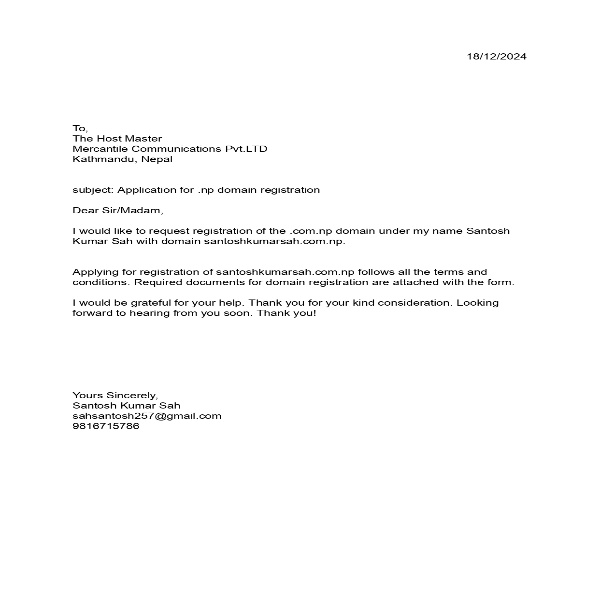 18/12/2024
To,
The Host Master
Mercantile Communications Pvt.LTD
Kathmandu, Nepal
subject: Application for .np domain registration
Dear Sir/Madam,
I would like to request registration of the .com.np domain under my name Santosh
Kumar Sah with domain santoshkumarsah.com.np.
Applying for registration of santoshkumarsah.com.np follows all the terms and
conditions. Required documents for domain registration are attached with the form.
I would be grateful for your help. Thank you for your kind consideration. Looking
forward to hearing from you soon. Thank you!
Yours Sincerely,
Santosh Kumar Sah
sahsantosh257@gmail.com
9816715786